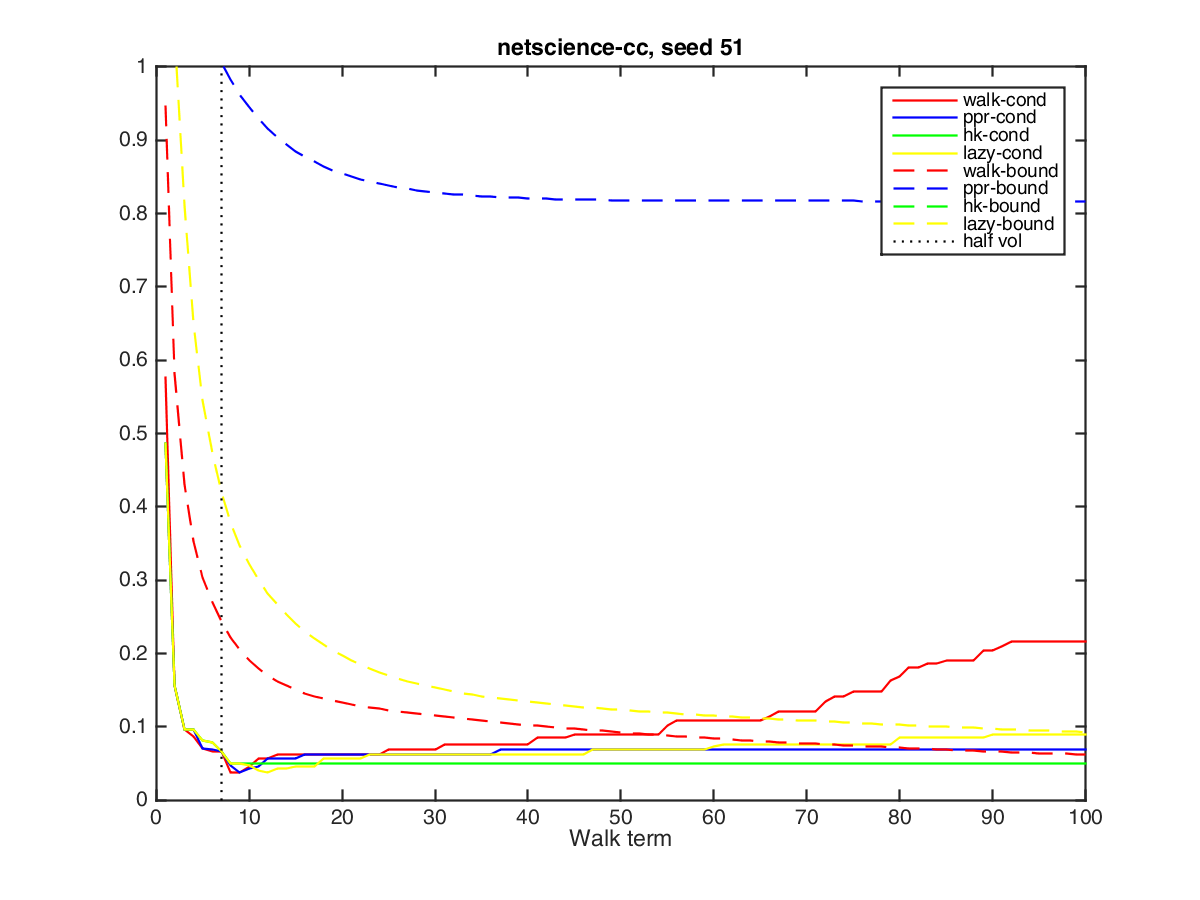 netscience-cc, seed 51
1
0.9
0.8
0.7
0.6
0.5
0.4
0.3
0.2
0.1
0
walk-cond
ppr-cond
hk-cond
lazy-cond
walk-bound
ppr-bound
hk-bound
lazy-bound
half vol
0 10 20 30 40 50 60 70 80 90 100
Walk term